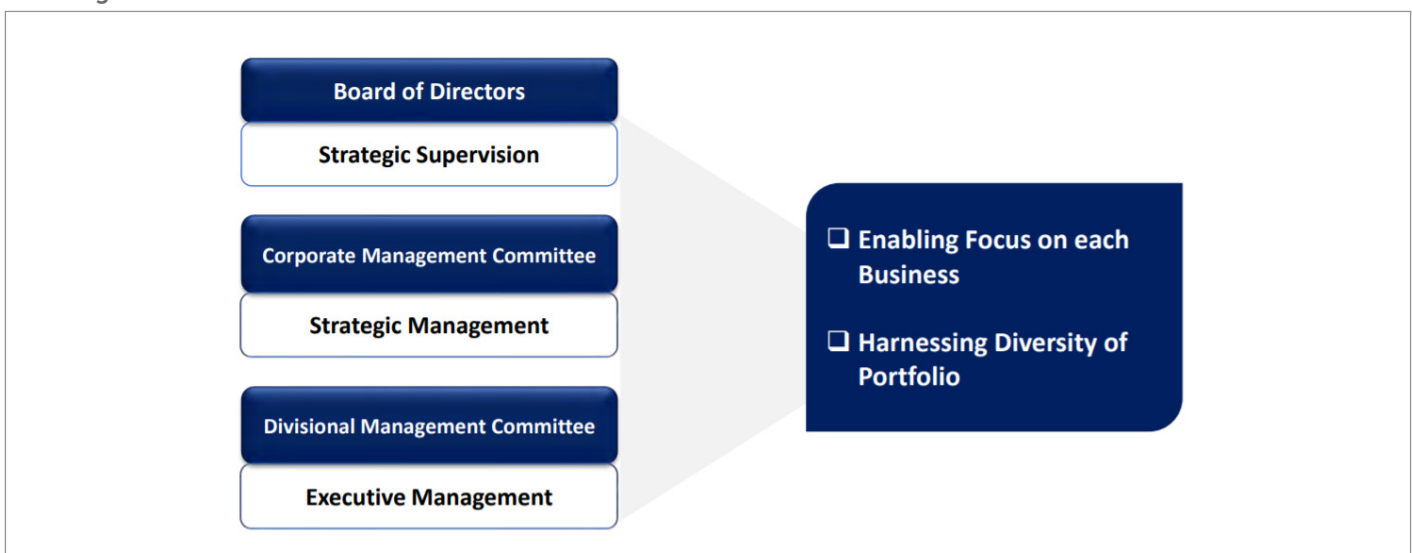 Board of Directors
Strategic Supervision
Corporate Management Committee
Strategic Management
Divisional Management Committee
Executive Management
❑ Enabling Focus on each
Business
❑ Harnessing Diversity of
Portfolio